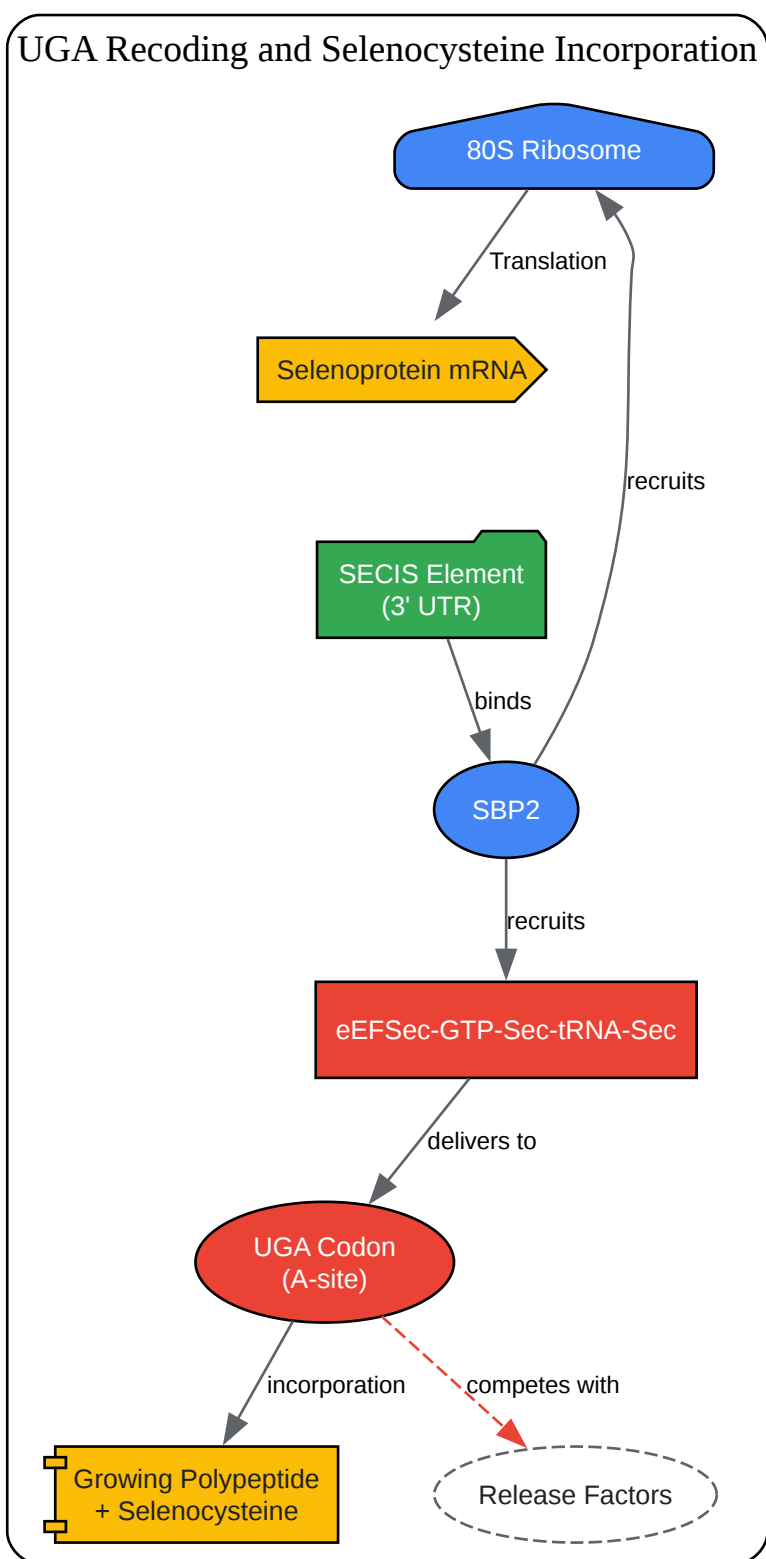 UGA Recoding and Selenocysteine Incorporation
80S Ribosome
Translation
Selenoprotein mRNA
recruits
SECIS Element
(3' UTR)
binds
SBP2
recruits
eEFSec-GTP-Sec-tRNA-Sec
delivers to
UGA Codon
(A-site)
incorporation
competes with
Growing Polypeptide
+ Selenocysteine
Release Factors